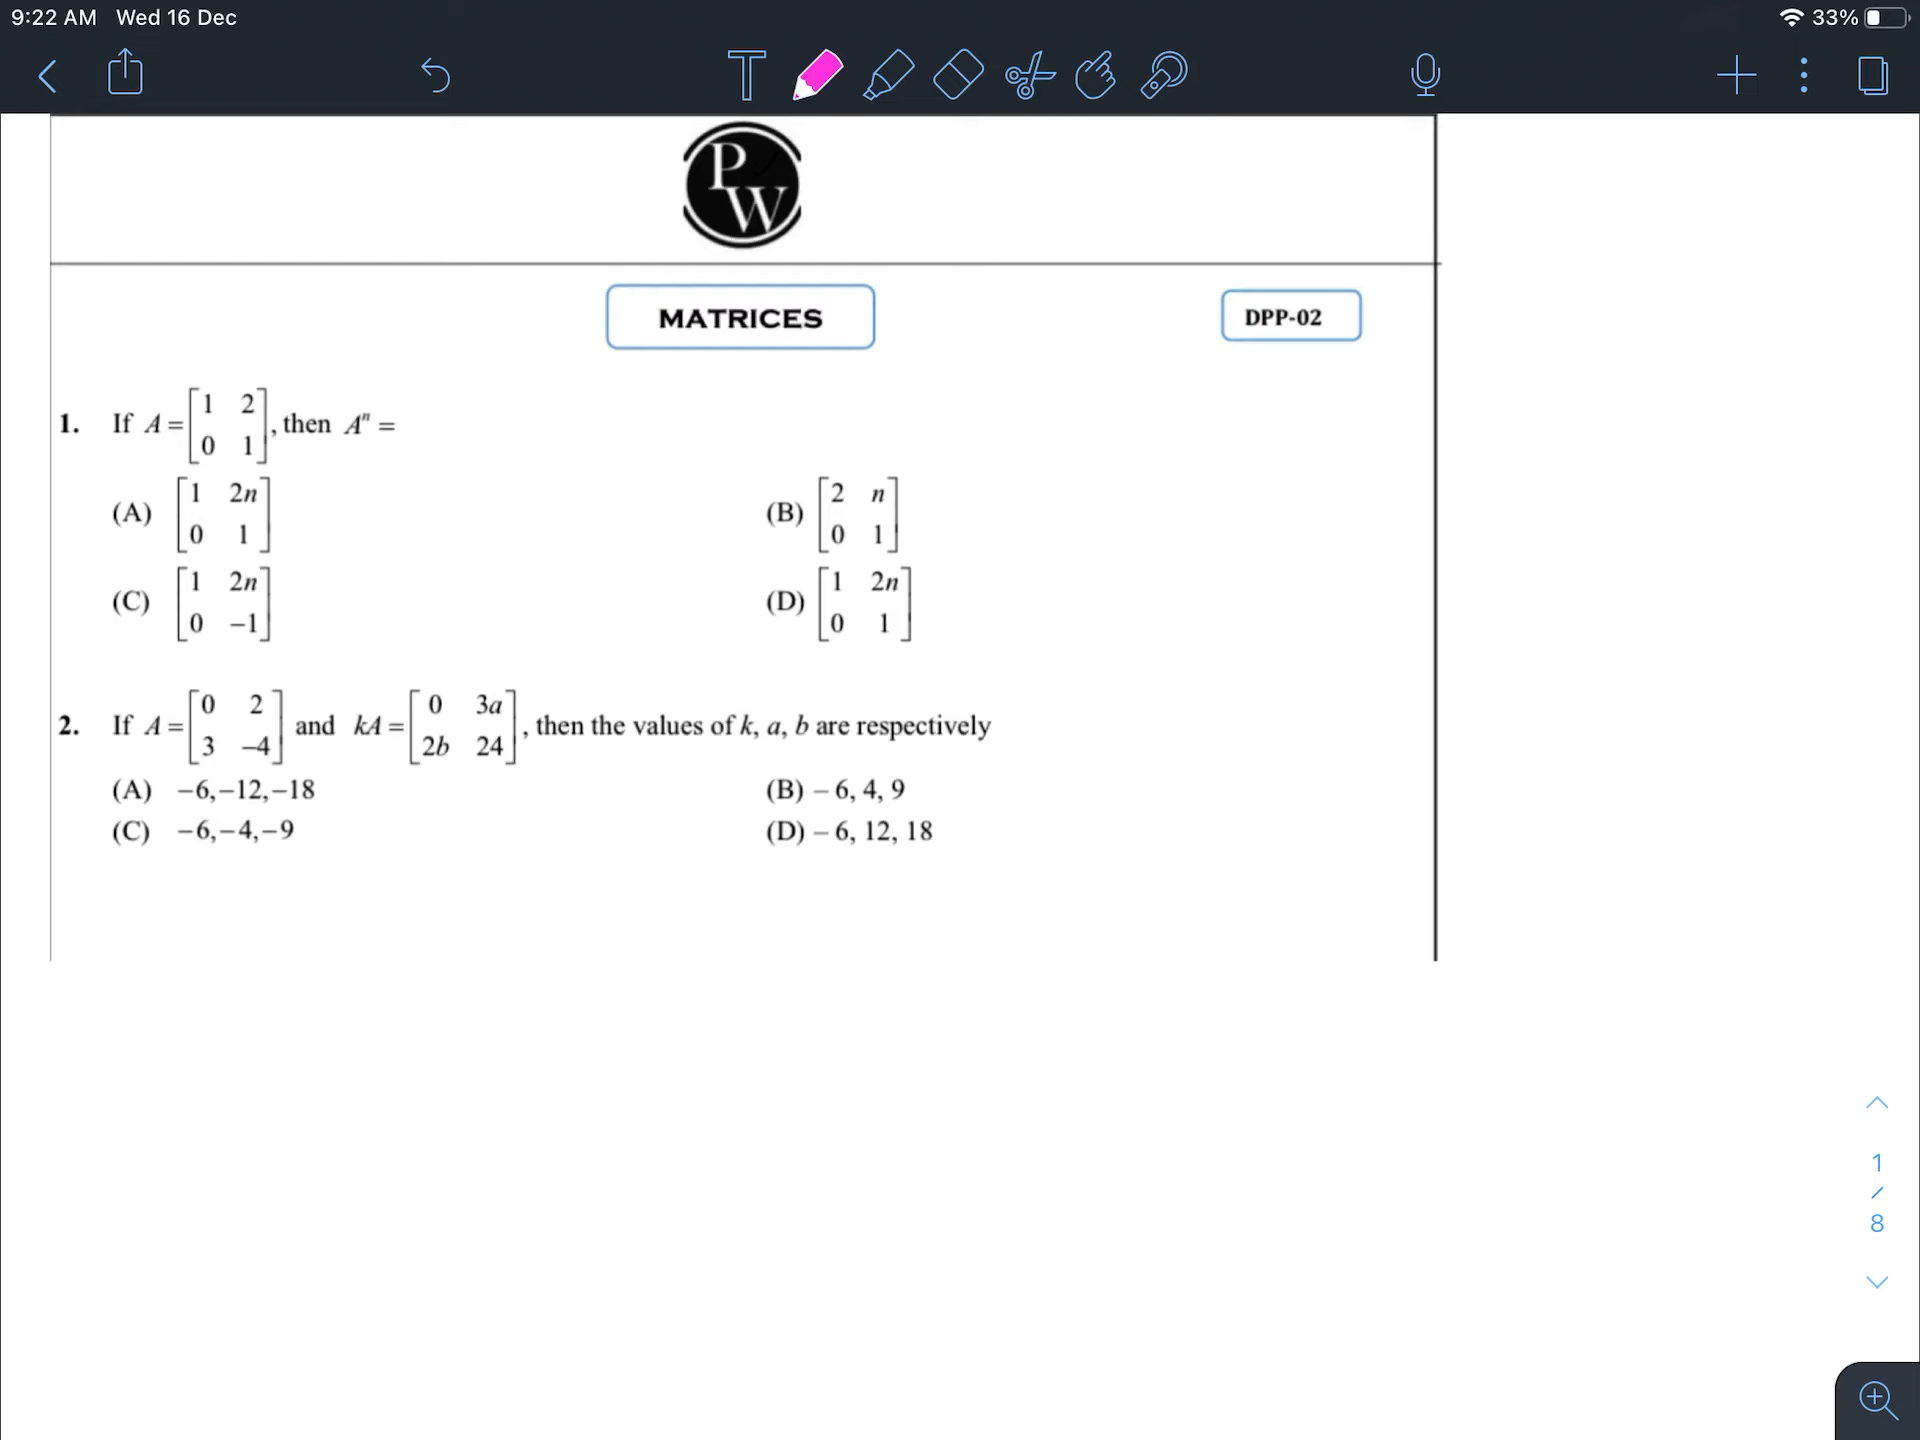 9:22 AM Wed 16 Dec
33%
T
P
W
MATRICES
DPP-02
1. If A = [1 2; 0 1], then Aⁿ =
(A) [1 2n; 0 1]
(B) [2 n; 0 1]
(C) [1 2n; 0 –1]
(D) [1 2n; 0 1]
2. If A = [0 2; 3 –4] and kA = [0 3a; 2b 24], then the values of k, a, b are respectively
(A) –6,–12,–18
(B) – 6, 4, 9
(C) –6,–4,–9
(D) – 6, 12, 18
1
/
8